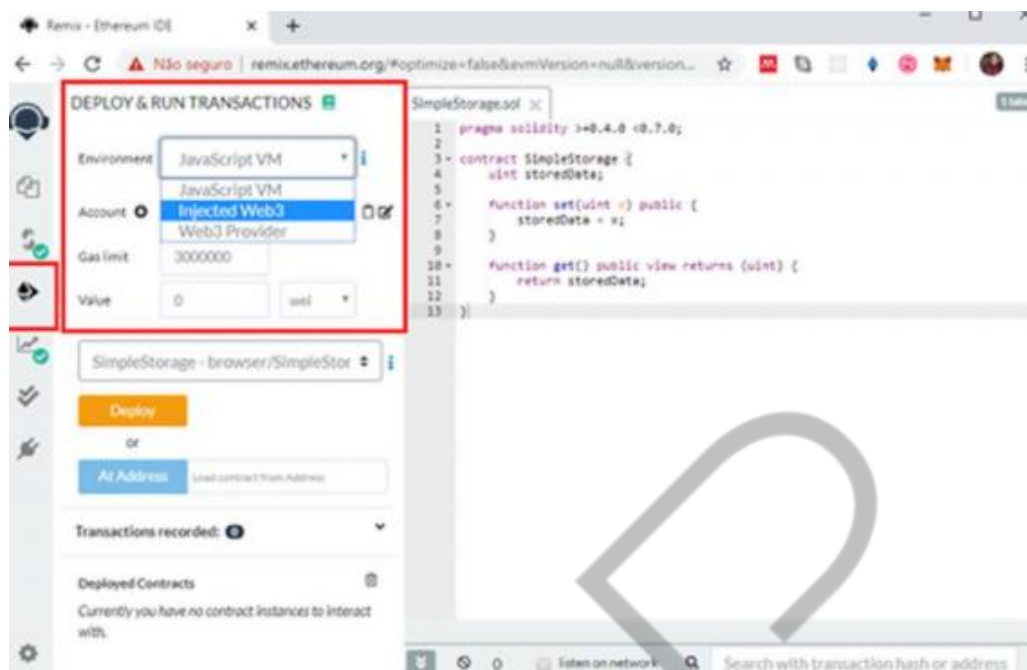 Remix - Ethereum IDE
Não seguro | remix.ethereum.org/#optimize=false&evmVersion=null&version...
DEPLOY & RUN TRANSACTIONS
Environment JavaScript VM
JavaScript VM
Injected Web3
Web3 Provider
Account
Gas limit 3000000
Value 0 wei
SimpleStorage - browser/SimpleStor
Deploy
or
At Address Load contract from Address
Transactions recorded: 0
Deployed Contracts
Currently you have no contract instances to interact
with.
SimpleStorage.sol
1 pragma solidity >=0.4.0 <0.7.0;
2
3 contract SimpleStorage {
4 uint storedData;
5
6 function set(uint x) public {
7 storedData = x;
8 }
9
10 function get() public view returns (uint) {
11 return storedData;
12 }
13 }
0 listen on network Search with transaction hash or address